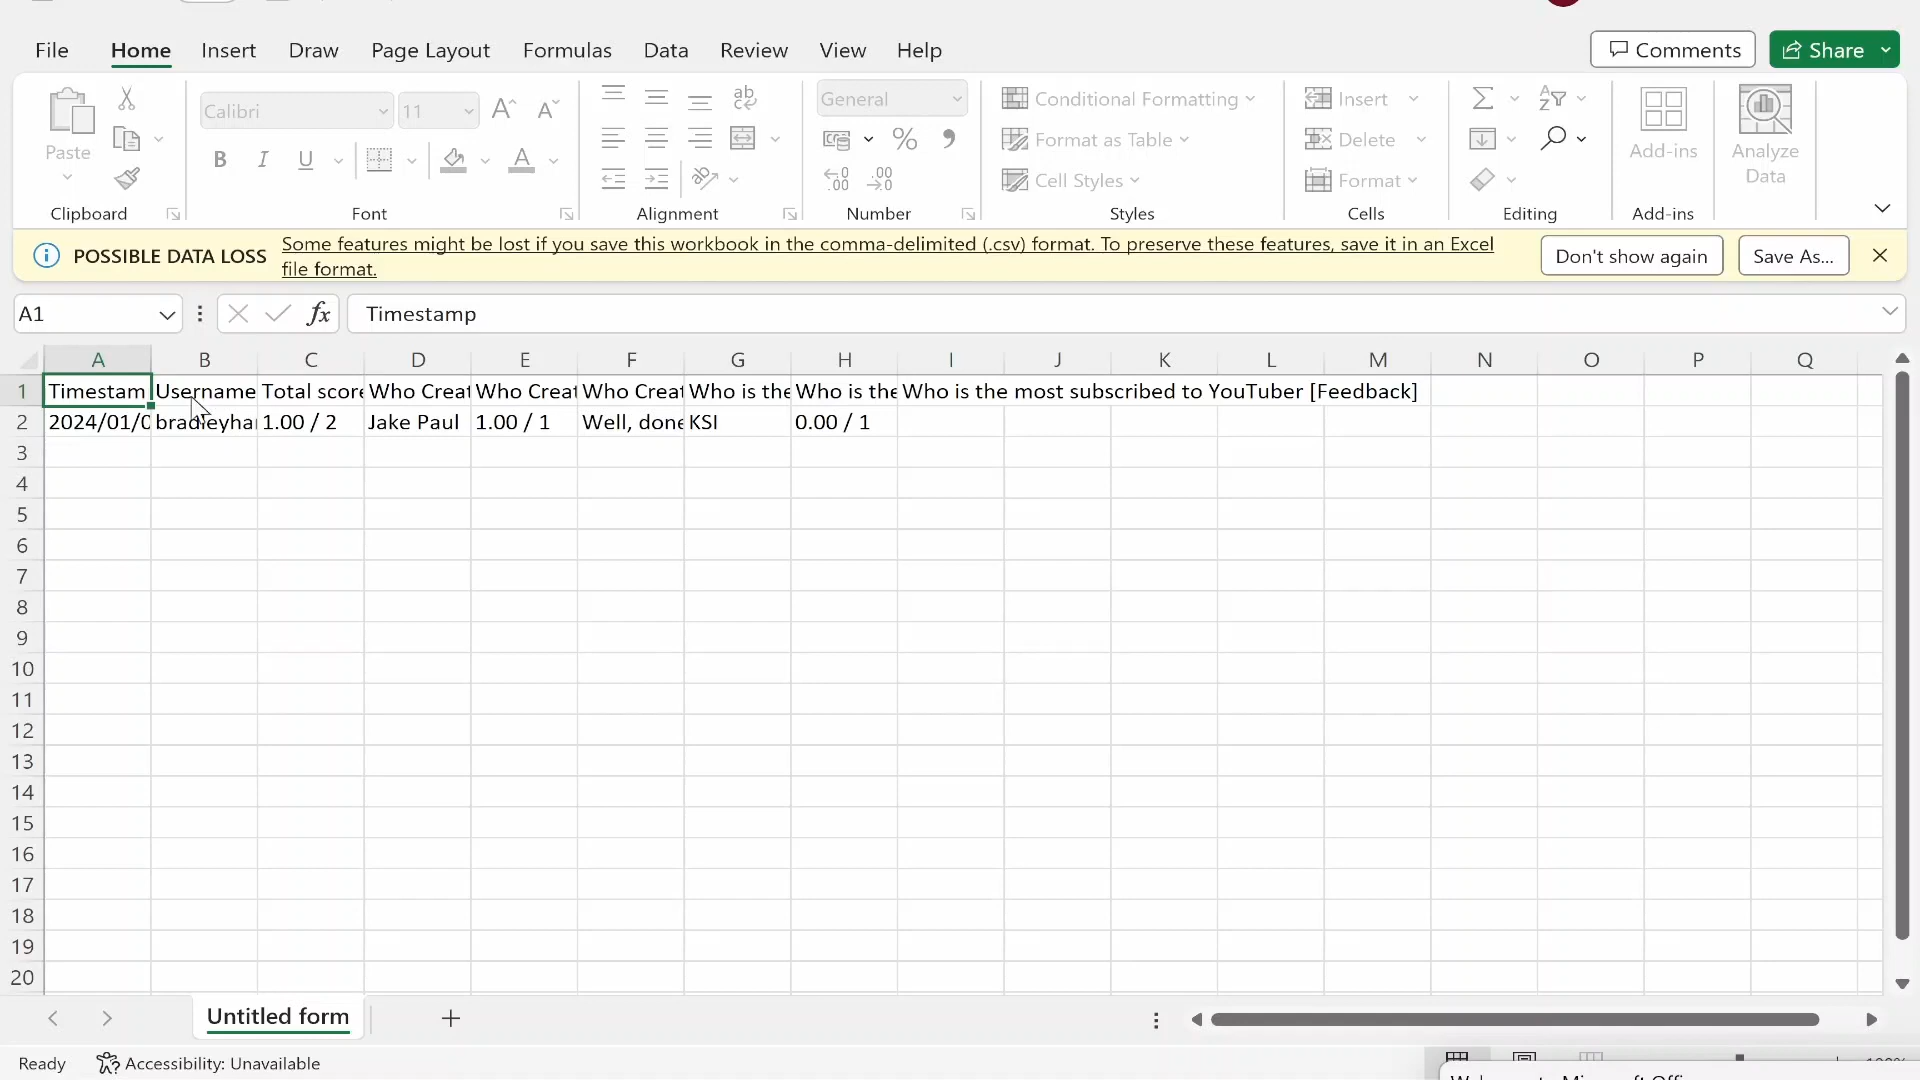 File Home Insert Draw Page Layout Formulas Data Review View Help Comments Share
Paste Calibri 11 General Conditional Formatting Insert
Format as Table Delete Add-ins Analyze Data
Cell Styles Format
Clipboard Font Alignment Number Styles Cells Editing Add-ins
POSSIBLE DATA LOSS Some features might be lost if you save this workbook in the comma-delimited (.csv) format. To preserve these features, save it in an Excel
file format. Don't show again Save As...
A1 fx Timestamp
A B C D E F G H I J K L M N O P Q
1 Timestam Username Total score Who Creat Who Creat Who Creat Who is the Who is the Who is the most subscribed to YouTuber [Feedback]
2 2024/01/0 bradleyhar 1.00 / 2 Jake Paul 1.00 / 1 Well, done KSI 0.00 / 1
3
4
5
6
7
8
9
10
11
12
13
14
15
16
17
18
19
20
Untitled form
Ready Accessibility: Unavailable